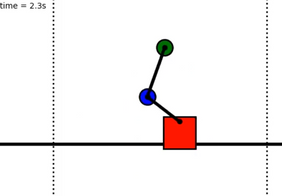 time = 2.3s